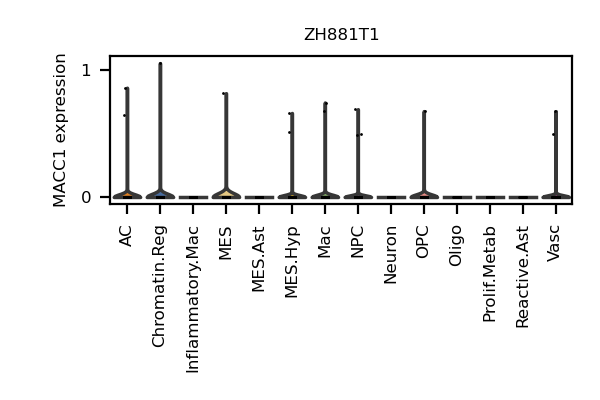 ZH881T1
MACC1 expression
1
0
AC
Chromatin.Reg
Inflammatory.Mac
MES
MES.Ast
MES.Hyp
Mac
NPC
Neuron
OPC
Oligo
Prolif.Metab
Reactive.Ast
Vasc